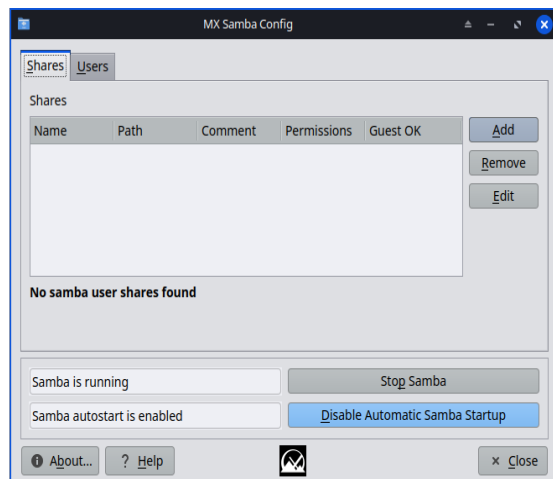 MX Samba Config
Shares Users
Shares
Name Path Comment Permissions Guest OK
Add
Remove
Edit
No samba user shares found
Samba is running Stop Samba
Samba autostart is enabled Disable Automatic Samba Startup
About... ? Help × Close